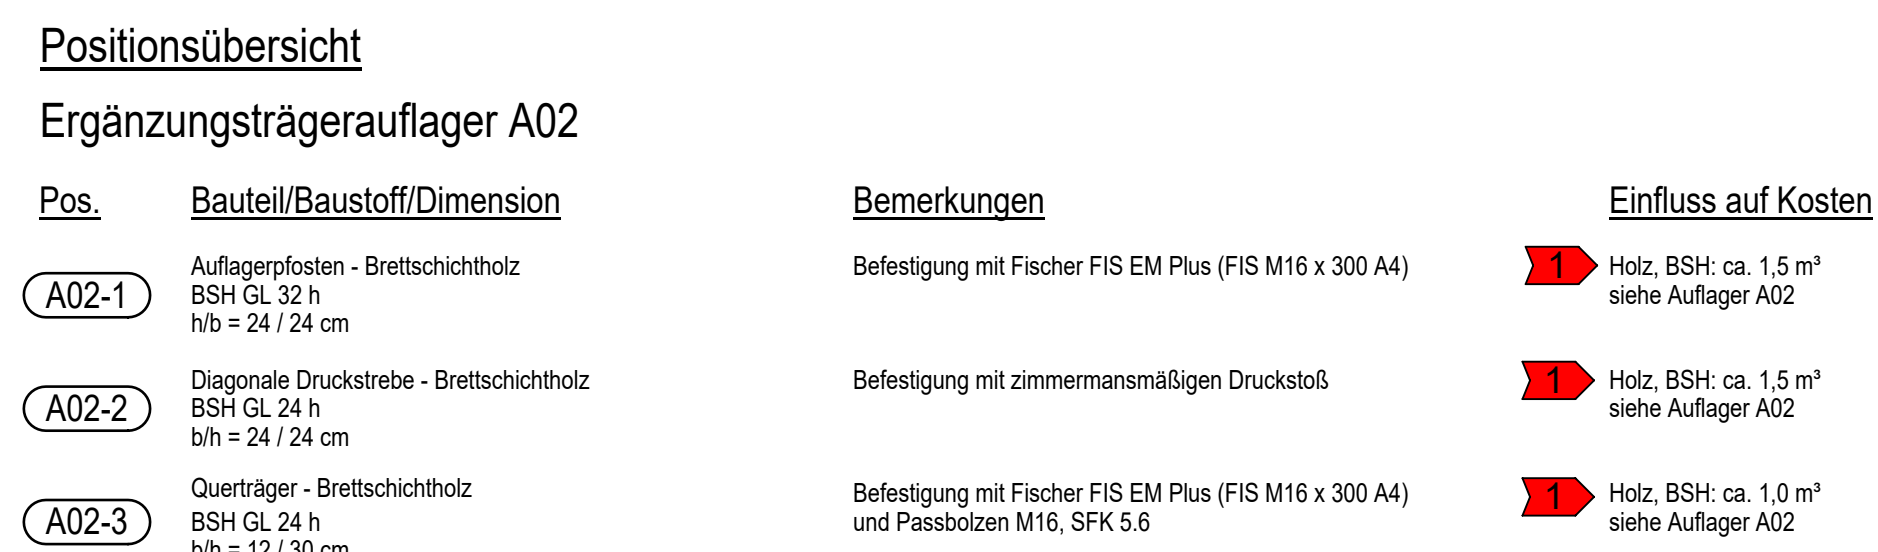 Positionsübersicht
Ergänzungsträgerauflager A02
Pos. Bauteil/Baustoff/Dimension Bemerkungen Einfluss auf Kosten
A02-1
Auflagerpfosten - Brettschichtholz
BSH GL 32 h
h/b = 24 / 24 cm
Befestigung mit Fischer FIS EM Plus (FIS M16 x 300 A4)
1
Holz, BSH: ca. 1,5 m³
siehe Auflager A02
A02-2
Diagonale Druckstrebe - Brettschichtholz
BSH GL 24 h
b/h = 24 / 24 cm
Befestigung mit zimmermansmäßigen Druckstoß
1
Holz, BSH: ca. 1,5 m³
siehe Auflager A02
A02-3
Querträger - Brettschichtholz
BSH GL 24 h
b/h = 12 / 30 cm
Befestigung mit Fischer FIS EM Plus (FIS M16 x 300 A4)
und Passbolzen M16, SFK 5.6
1
Holz, BSH: ca. 1,0 m³
siehe Auflager A02